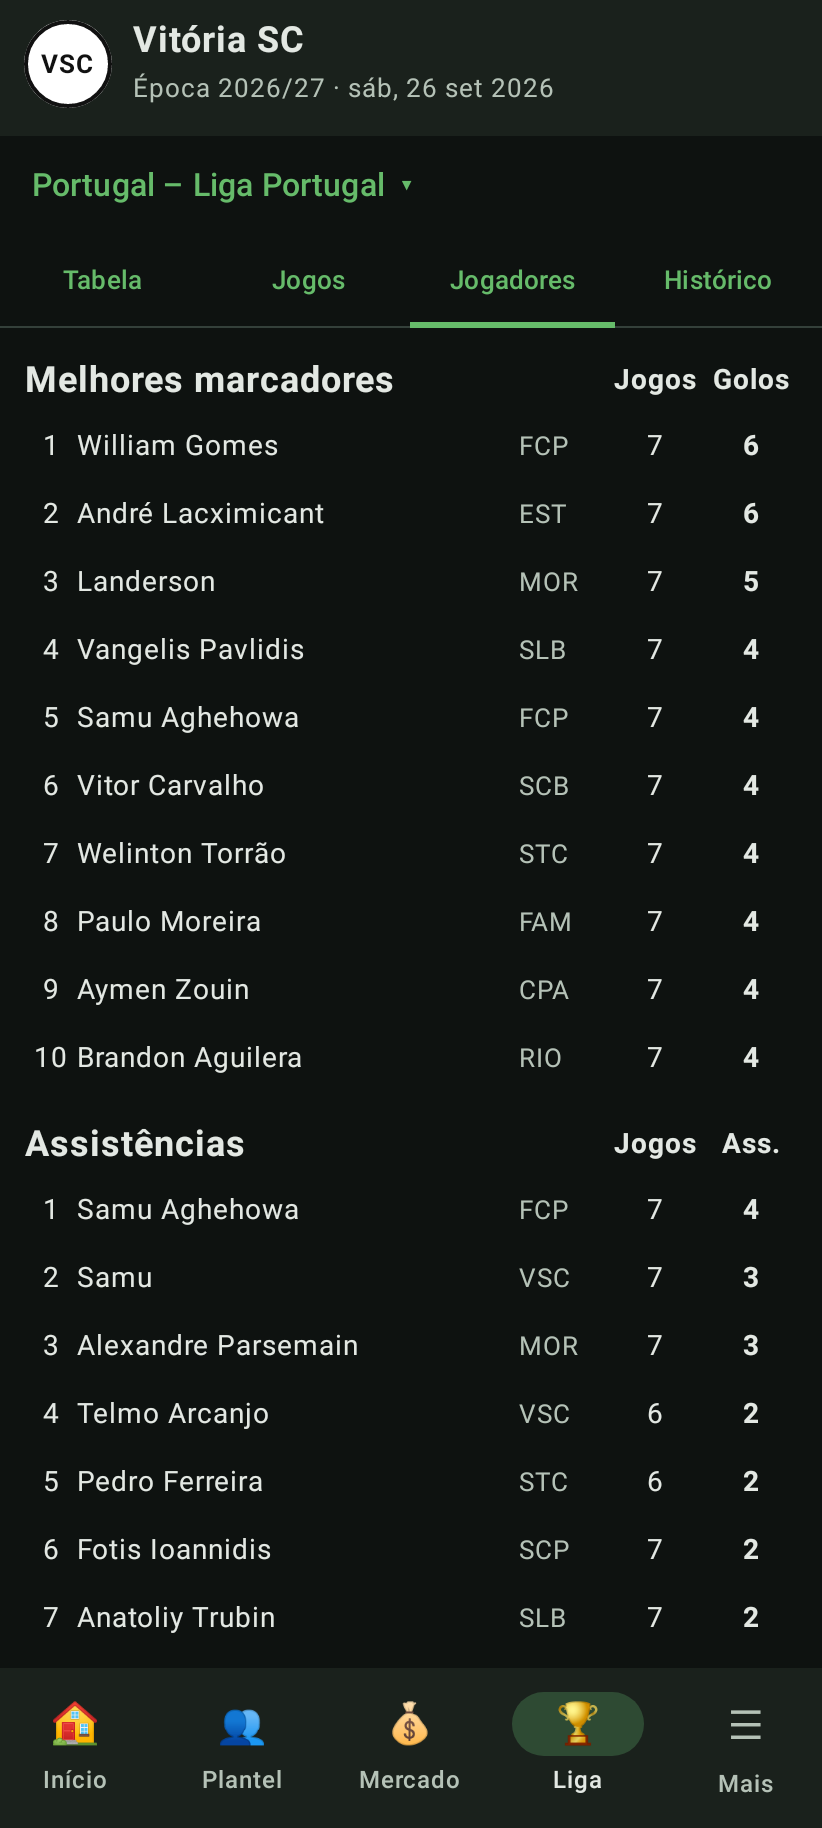 VSC
Vitória SC
Época 2026/27 · sáb, 26 set 2026
Portugal – Liga Portugal ▾
Tabela Jogos Jogadores Histórico
Melhores marcadores Jogos Golos
1 William Gomes FCP 7 6
2 André Lacximicant EST 7 6
3 Landerson MOR 7 5
4 Vangelis Pavlidis SLB 7 4
5 Samu Aghehowa FCP 7 4
6 Vitor Carvalho SCB 7 4
7 Welinton Torrão STC 7 4
8 Paulo Moreira FAM 7 4
9 Aymen Zouin CPA 7 4
10 Brandon Aguilera RIO 7 4
Assistências Jogos Ass.
1 Samu Aghehowa FCP 7 4
2 Samu VSC 7 3
3 Alexandre Parsemain MOR 7 3
4 Telmo Arcanjo VSC 6 2
5 Pedro Ferreira STC 6 2
6 Fotis Ioannidis SCP 7 2
7 Anatoliy Trubin SLB 7 2
Início Plantel Mercado Liga Mais